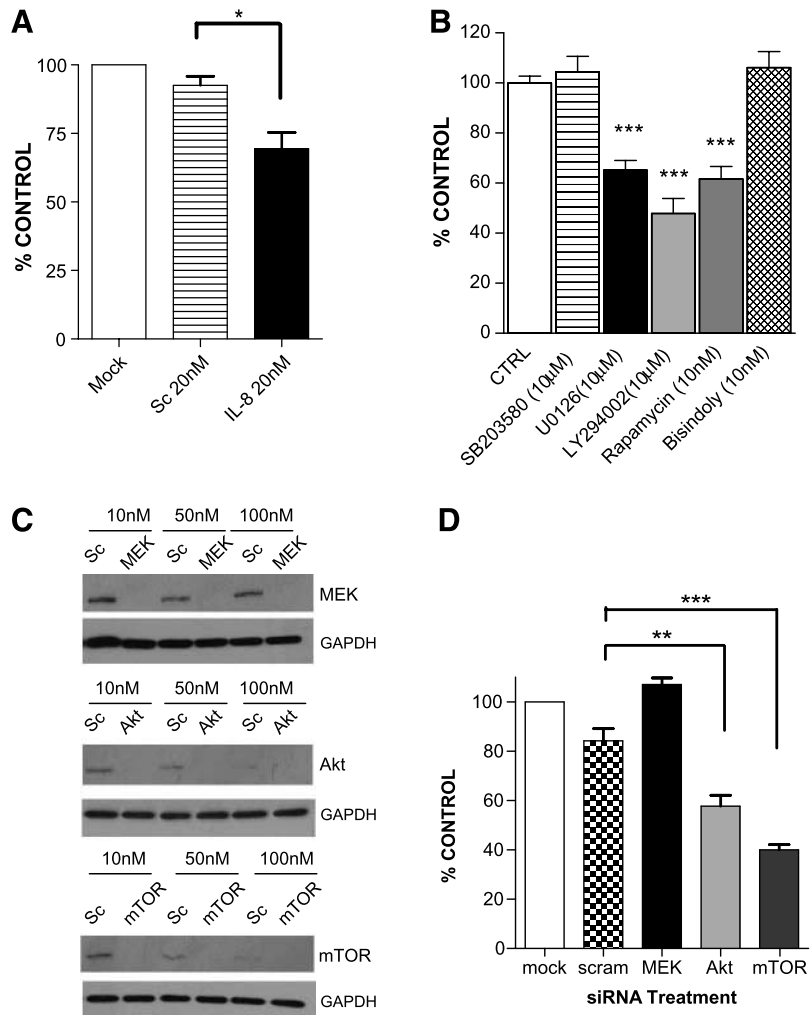 A
*
100
75
50
25
0
% CONTROL
Mock
Sc 20nM
IL-8 20nM
B
120
100
80
60
40
20
0
% CONTROL
***
***
***
CTRL
SB203580 (10µM)
U0126(10µM)
LY294002(10µM)
Rapamycin (10nM)
Bisindoly (10nM)
C
10nM 50nM 100nM
Sc MEK Sc MEK Sc MEK
MEK
GAPDH
10nM 50nM 100nM
Sc Akt Sc Akt Sc Akt
Akt
GAPDH
10nM 50nM 100nM
Sc mTOR Sc mTOR Sc mTOR
mTOR
GAPDH
D
***
**
100
80
60
40
20
0
% CONTROL
mock scram MEK Akt mTOR
siRNA Treatment